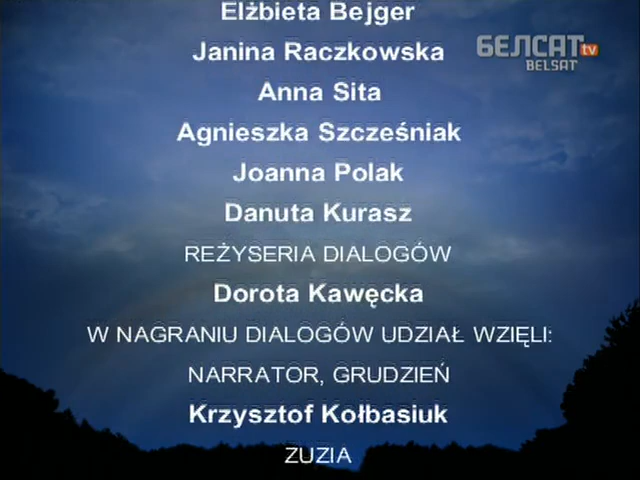 Elżbieta Bejger
Janina Raczkowska
БЕЛСАТ tv
BELSAT
Anna Sita
Agnieszka Szcześniak
Joanna Polak
Danuta Kurasz
REŻYSERIA DIALOGÓW
Dorota Kawęcka
W NAGRANIU DIALOGÓW UDZIAŁ WZIĘLI:
NARRATOR, GRUDZIEŃ
Krzysztof Kołbasiuk
ZUZIA